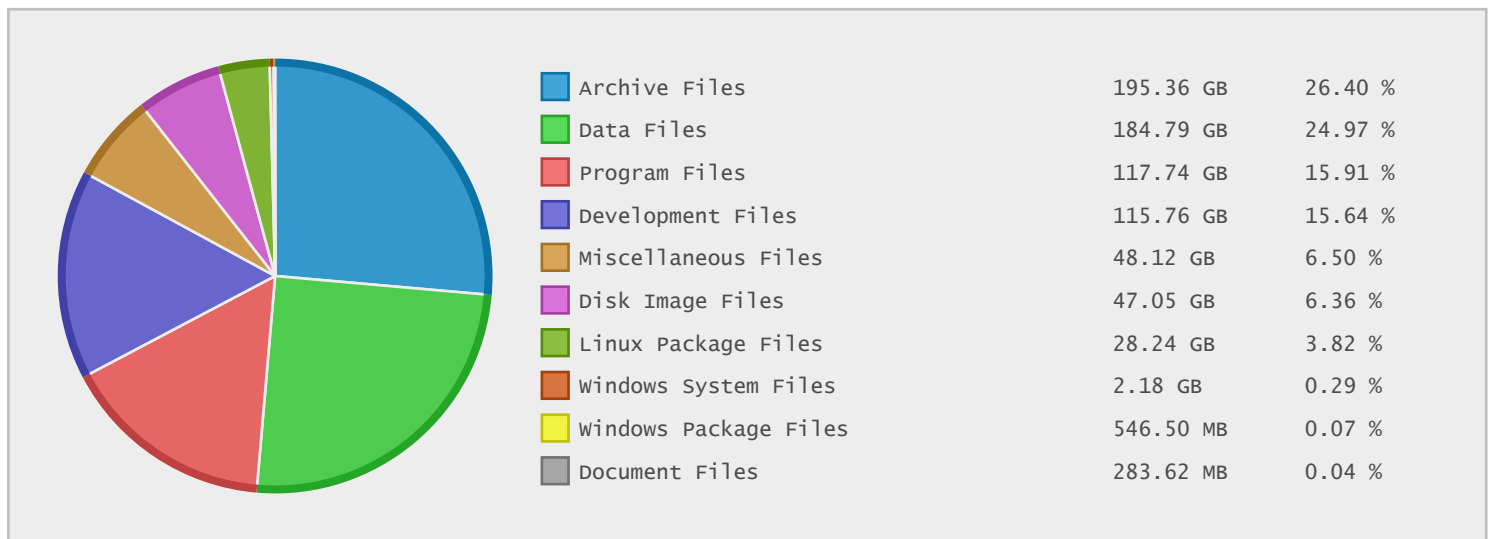 Archive Files 195.36 GB 26.40 %
Data Files 184.79 GB 24.97 %
Program Files 117.74 GB 15.91 %
Development Files 115.76 GB 15.64 %
Miscellaneous Files 48.12 GB 6.50 %
Disk Image Files 47.05 GB 6.36 %
Linux Package Files 28.24 GB 3.82 %
Windows System Files 2.18 GB 0.29 %
Windows Package Files 546.50 MB 0.07 %
Document Files 283.62 MB 0.04 %